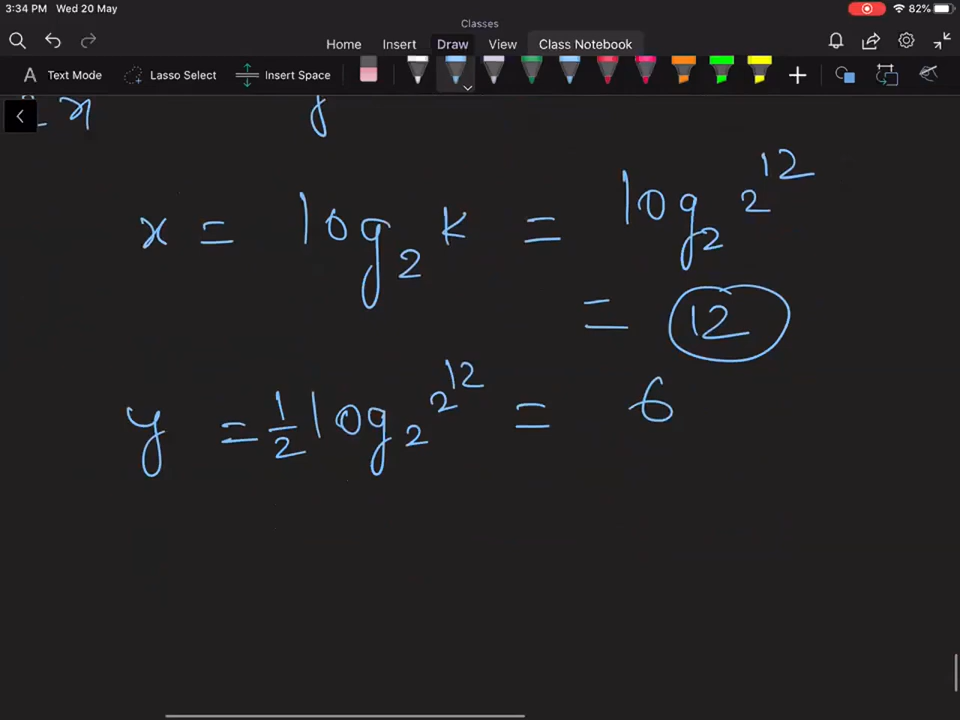 3:34 PM Wed 20 May 82%
Classes
Home Insert Draw View Class Notebook
Text Mode Lasso Select Insert Space
x y
x = log₂ k = log₂ 2¹²
= 12
y = 1/2 log₂ 2¹² = 6